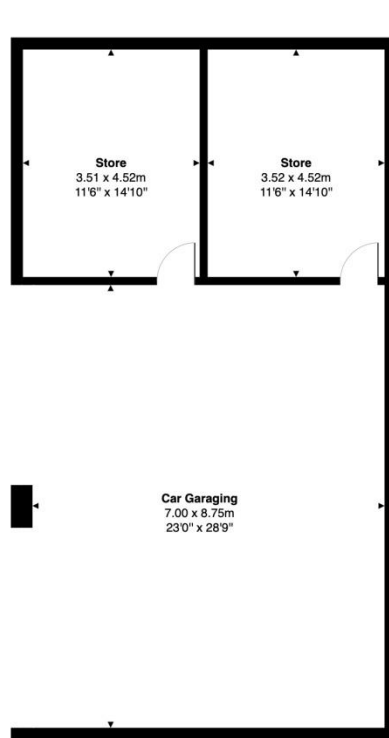 Store
3.51 x 4.52m
11'6" x 14'10"
Store
3.52 x 4.52m
11'6" x 14'10"
Car Garaging
7.00 x 8.75m
23'0" x 28'9"